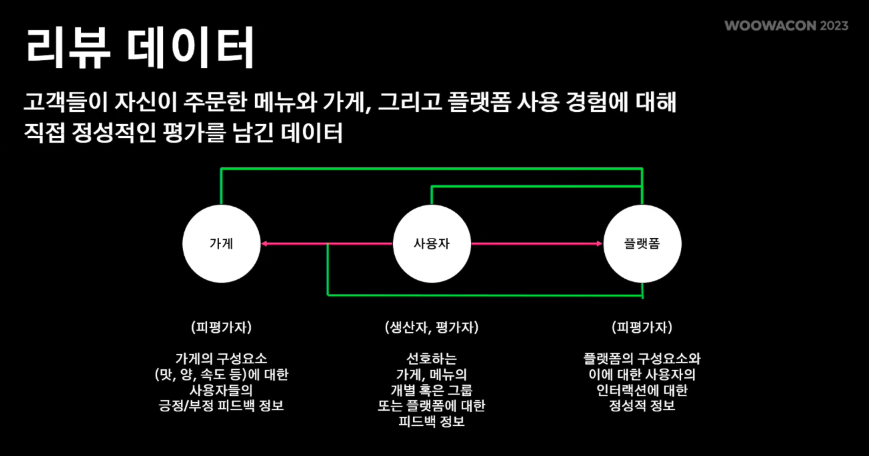 WOOWACON 2023
리뷰 데이터
고객들이 자신이 주문한 메뉴와 가게, 그리고 플랫폼 사용 경험에 대해
직접 정성적인 평가를 남긴 데이터
가게
사용자
플랫폼
(피평가자)
가게의 구성요소
(맛, 양, 속도 등)에 대한
사용자들의
긍정/부정 피드백 정보
(생산자, 평가자)
선호하는
가게, 메뉴의
개별 혹은 그룹
또는 플랫폼에 대한
피드백 정보
(피평가자)
플랫폼의 구성요소와
이에 대한 사용자의
인터랙션에 대한
정성적 정보